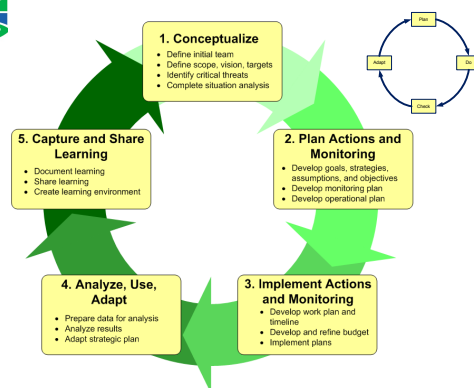 1. Conceptualize
• Define initial team
• Define scope, vision, targets
• Identify critical threats
• Complete situation analysis
2. Plan Actions and
Monitoring
• Develop goals, strategies,
assumptions, and objectives
• Develop monitoring plan
• Develop operational plan
3. Implement Actions
and Monitoring
• Develop work plan and
timeline
• Develop and refine budget
• Implement plans
4. Analyze, Use,
Adapt
• Prepare data for analysis
• Analyze results
• Adapt strategic plan
5. Capture and Share
Learning
• Document learning
• Share learning
• Create learning environment
Plan
Do
Check
Adapt